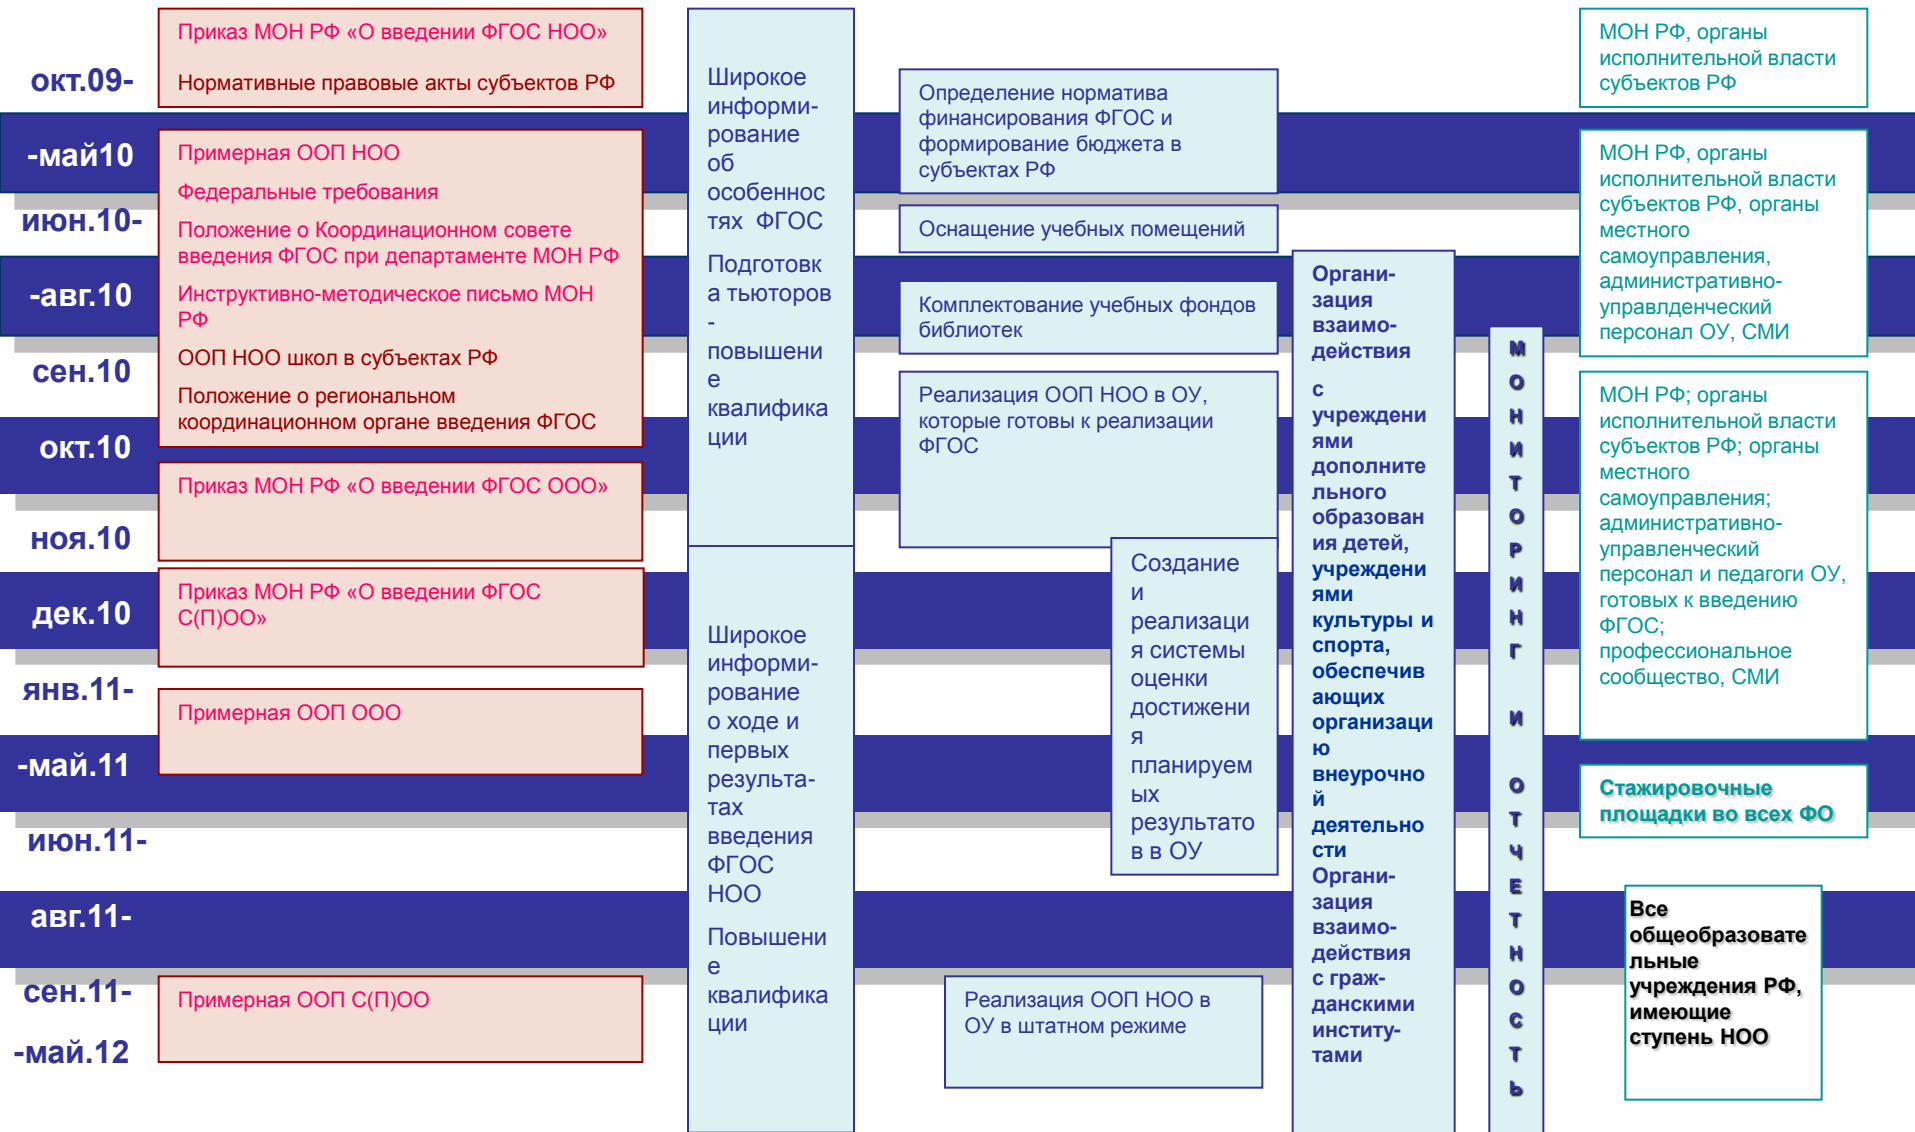 окт.09-
-май10
июн.10-
-авг.10
сен.10
окт.10
ноя.10
дек.10
янв.11-
-май.11
июн.11-
авг.11-
сен.11-
-май.12
Приказ МОН РФ «О введении ФГОС НОО»
Нормативные правовые акты субъектов РФ
Примерная ООП НОО
Федеральные требования
Положение о Координационном совете
введения ФГОС при департаменте МОН РФ
Инструктивно-методическое письмо МОН
РФ
ООП НОО школ в субъектах РФ
Положение о региональном
координационном органе введения ФГОС
Приказ МОН РФ «О введении ФГОС ООО»
Приказ МОН РФ «О введении ФГОС
С(П)ОО»
Примерная ООП ООО
Примерная ООП С(П)ОО
Широкое
информи-
рование
об
особеннос
тях ФГОС
Подготовк
а тьюторов
-
повышени
е
квалифика
ции
Широкое
информи-
рование
о ходе и
первых
результа-
тах
введения
ФГОС
НОО
Повышени
е
квалифика
ции
Определение норматива
финансирования ФГОС и
формирование бюджета в
субъектах РФ
Оснащение учебных помещений
Комплектование учебных фондов
библиотек
Реализация ООП НОО в ОУ,
которые готовы к реализации
ФГОС
Создание
и
реализаци
я системы
оценки
достижени
я
планируем
ых
результато
в в ОУ
Реализация ООП НОО в
ОУ в штатном режиме
Органи-
зация
взаимо-
действия
с
учреждени
ями
дополните
льного
образован
ия детей,
учреждени
ями
культуры и
спорта,
обеспечив
ающих
организаци
ю
внеурочно
й
деятельно
сти
Органи-
зация
взаимо-
действия
с граж-
данскими
институ-
тами
М
О
Н
И
Т
О
Р
И
Н
Г
И
О
Т
Ч
Е
Т
Н
О
С
Т
Ь
МОН РФ, органы
исполнительной власти
субъектов РФ
МОН РФ, органы
исполнительной власти
субъектов РФ, органы
местного
самоуправления,
административно-
управлденческий
персонал ОУ, СМИ
МОН РФ; органы
исполнительной власти
субъектов РФ; органы
местного
самоуправления;
административно-
управленческий
персонал и педагоги ОУ,
готовых к введению
ФГОС;
профессиональное
сообщество, СМИ
Стажировочные
площадки во всех ФО
Все
общеобразовате
льные
учреждения РФ,
имеющие
ступень НОО